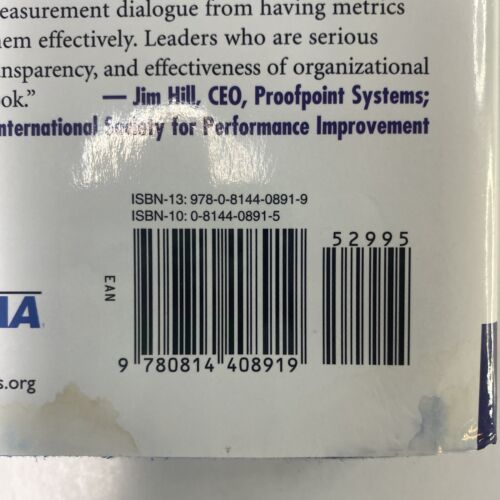 easurement dialogue from having metrics
em effectively. Leaders who are serious
nsparency, and effectiveness of organizational
ok.” — Jim Hill, CEO, Proofpoint Systems;
nternational Society for Performance Improvement
ISBN-13: 978-0-8144-0891-9
ISBN-10: 0-8144-0891-5
52995
EAN
9 780814 408919
s.org